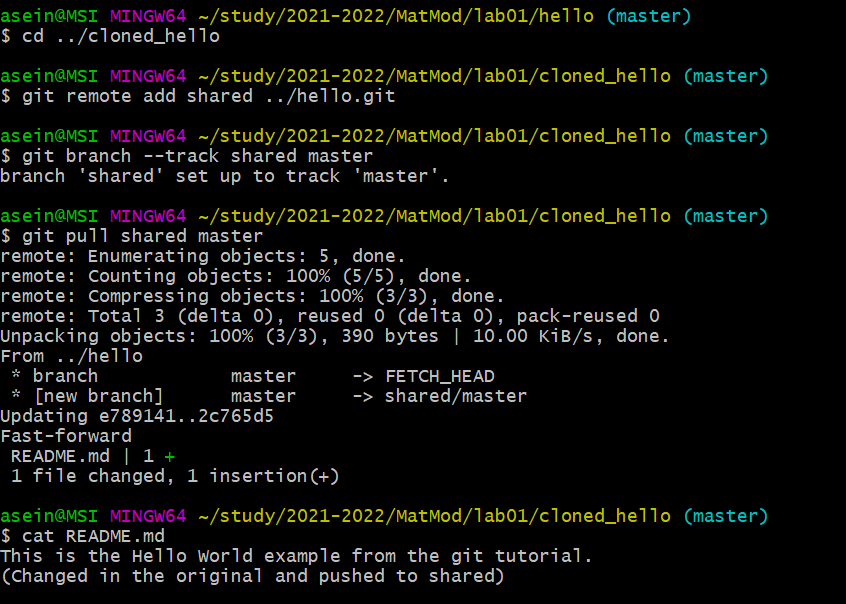 asein@MSI MINGW64 ~/study/2021-2022/MatMod/lab01/hello (master)
$ cd ../cloned_hello
asein@MSI MINGW64 ~/study/2021-2022/MatMod/lab01/cloned_hello (master)
$ git remote add shared ../hello.git
asein@MSI MINGW64 ~/study/2021-2022/MatMod/lab01/cloned_hello (master)
$ git branch --track shared master
branch 'shared' set up to track 'master'.
asein@MSI MINGW64 ~/study/2021-2022/MatMod/lab01/cloned_hello (master)
$ git pull shared master
remote: Enumerating objects: 5, done.
remote: Counting objects: 100% (5/5), done.
remote: Compressing objects: 100% (3/3), done.
remote: Total 3 (delta 0), reused 0 (delta 0), pack-reused 0
Unpacking objects: 100% (3/3), 390 bytes | 10.00 KiB/s, done.
From ../hello
 * branch            master     -> FETCH_HEAD
 * [new branch]      master     -> shared/master
Updating e789141..2c765d5
Fast-forward
 README.md | 1 +
 1 file changed, 1 insertion(+)
asein@MSI MINGW64 ~/study/2021-2022/MatMod/lab01/cloned_hello (master)
$ cat README.md
This is the Hello World example from the git tutorial.
(Changed in the original and pushed to shared)